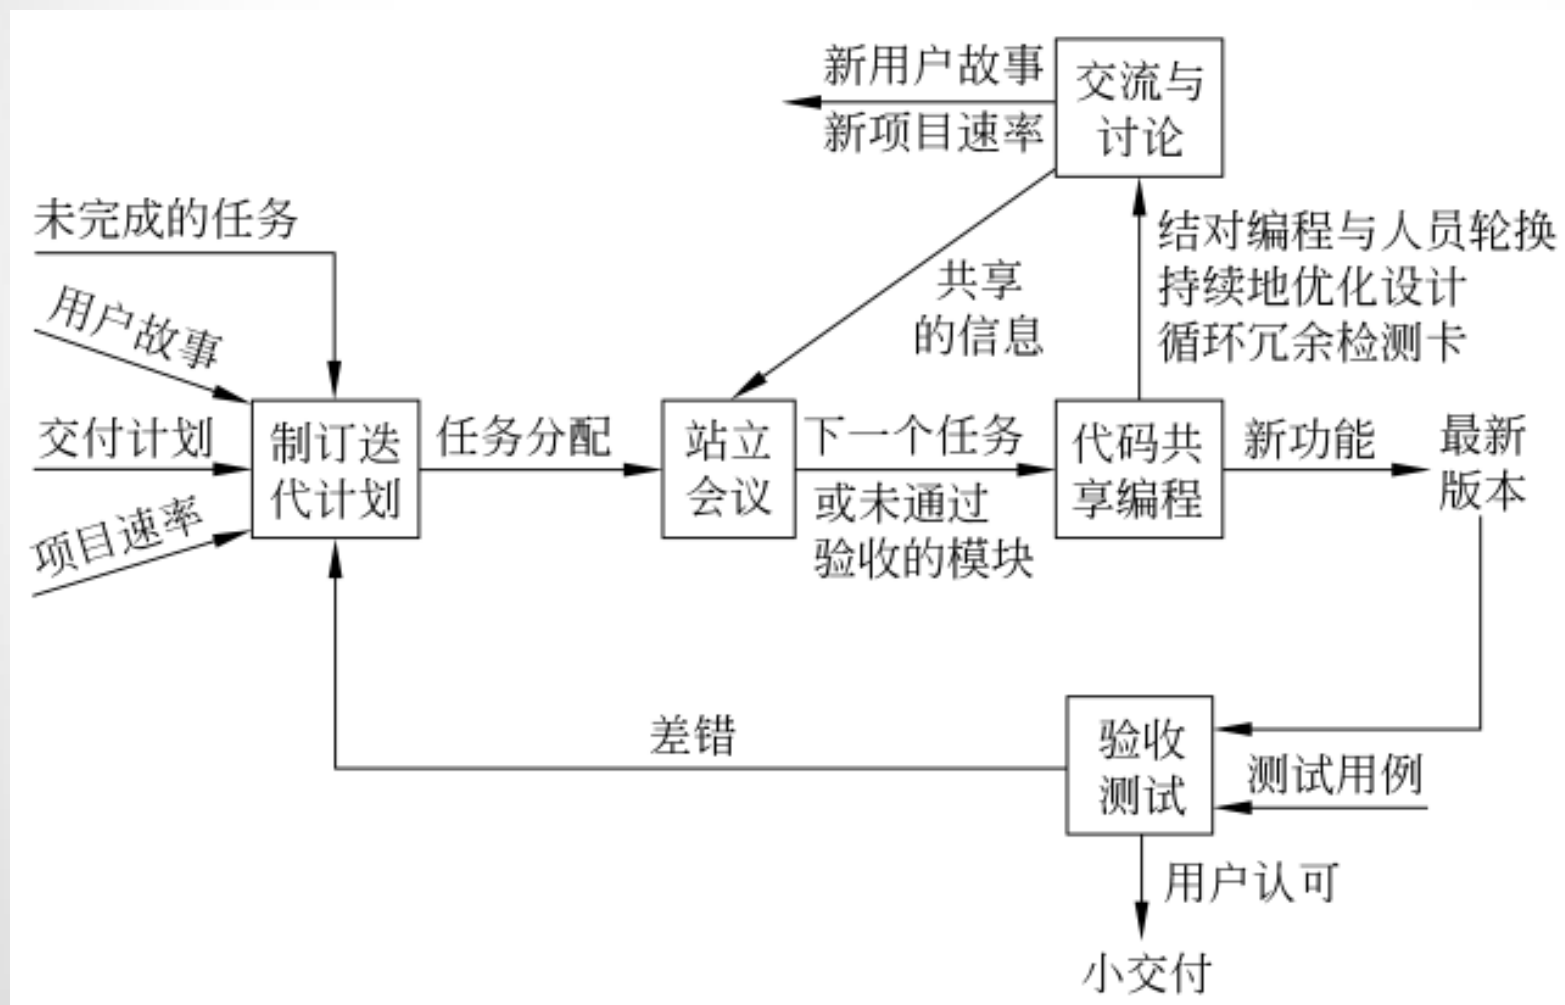 新用户故事
新项目速率
交流与
讨论
未完成的任务
用户故事
交付计划
项目速率
共享
的信息
结对编程与人员轮换
持续地优化设计
循环冗余检测卡
制订迭
代计划
任务分配
站立
会议
下一个任务
或未通过
验收的模块
代码共
享编程
新功能
最新
版本
差错
验收
测试
测试用例
用户认可
小交付